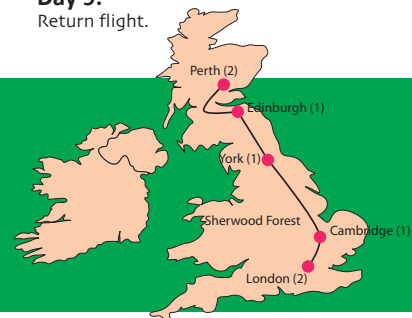 Day 9:
Return flight.
Perth (2)
Edinburgh (1)
York (1)
Sherwood Forest
Cambridge (1)
London (2)